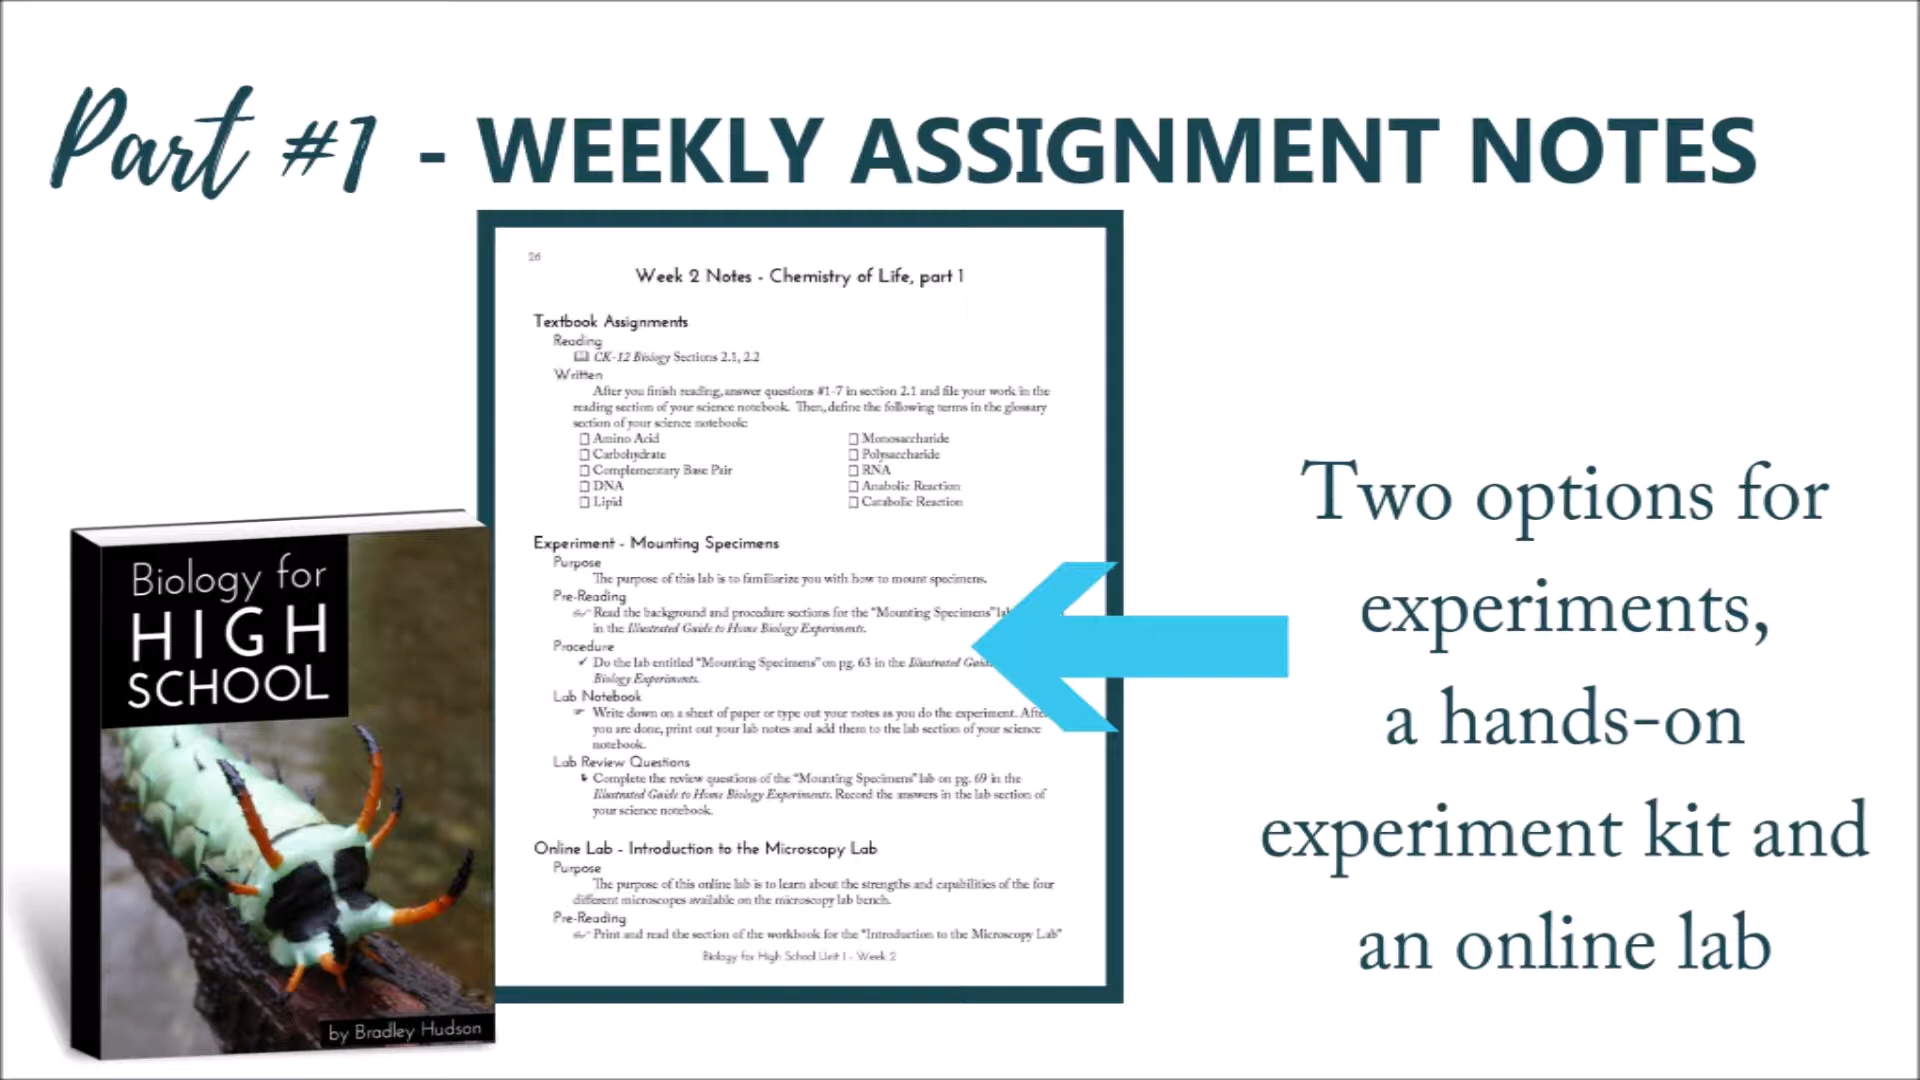 Part #1 - WEEKLY ASSIGNMENT NOTES
26
Week 2 Notes - Chemistry of Life, part 1
Textbook Assignments
Reading
CK-12 Biology Sections 2.1, 2.2
Written
After you finish reading, answer questions #1-7 in section 2.1 and file your work in the
reading section of your science notebook. Then, define the following terms in the glossary
section of your science notebook:
Amino Acid
Carbohydrate
Complementary Base Pair
DNA
Lipid
Monosaccharide
Polysaccharide
RNA
Anabolic Reaction
Catabolic Reaction
Experiment - Mounting Specimens
Purpose
The purpose of this lab is to familiarize you with how to mount specimens.
Pre-Reading
Read the background and procedure sections for the "Mounting Specimens"
in the Illustrated Guide to Home Biology Experiments.
Procedure
Do the lab entitled "Mounting Specimens" on pg. 63 in the Illustrated
Biology Experiments.
Lab Notebook
Write down on a sheet of paper or type out your notes as you do the experiment.
you are done, print out your lab notes and add them to the lab section of your science
notebook.
Lab Review Questions
Complete the review questions of the "Mounting Specimens" lab on pg. 69 in the
Illustrated Guide to Home Biology Experiments. Record the answers in the lab section of
your science notebook.
Online Lab - Introduction to the Microscopy Lab
Purpose
The purpose of this online lab is to learn about the strengths and capabilities of the four
different microscopes available on the microscopy lab bench.
Pre-Reading
Print and read the section of the workbook for the "Introduction to the Microscopy Lab"
Biology for High School Unit 1 - Week 2
Biology for
HIGH
SCHOOL
by Bradley Hudson
Two options for
experiments,
a hands-on
experiment kit and
an online lab